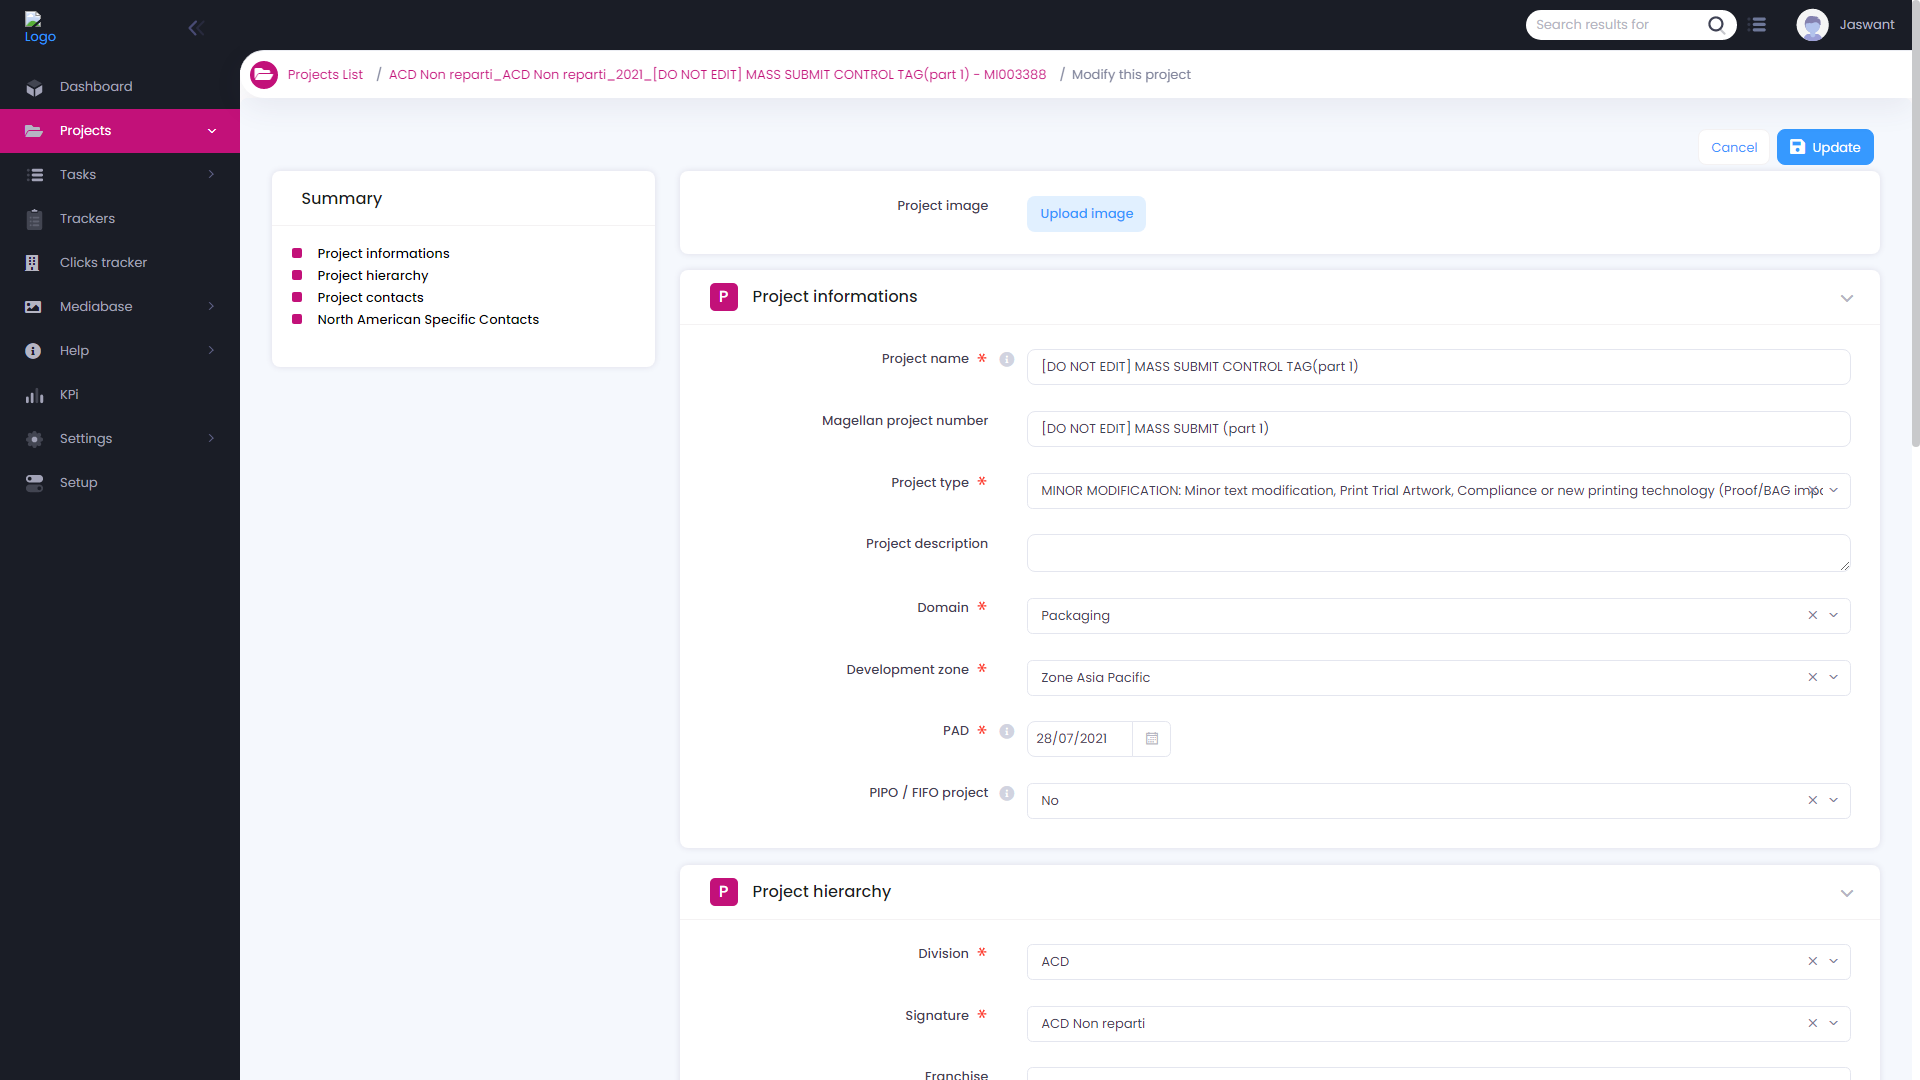 Logo
Search results for
Jaswant
Dashboard
Projects
Tasks
Trackers
Clicks tracker
Mediabase
Help
KPi
Settings
Setup
Projects List / ACD Non reparti_ACD Non reparti_2021_[DO NOT EDIT] MASS SUBMIT CONTROL TAG(part 1) - MI003388 / Modify this project
Cancel
Update
Summary
Project informations
Project hierarchy
Project contacts
North American Specific Contacts
Project image
Upload image
P Project informations
Project name *
[DO NOT EDIT] MASS SUBMIT CONTROL TAG(part 1)
Magellan project number
[DO NOT EDIT] MASS SUBMIT (part 1)
Project type *
MINOR MODIFICATION: Minor text modification, Print Trial Artwork, Compliance or new printing technology (Proof/BAG
Project description
Domain *
Packaging
Development zone *
Zone Asia Pacific
PAD *
28/07/2021
PIPO / FIFO project
No
P Project hierarchy
Division *
ACD
Signature *
ACD Non reparti
Franchise